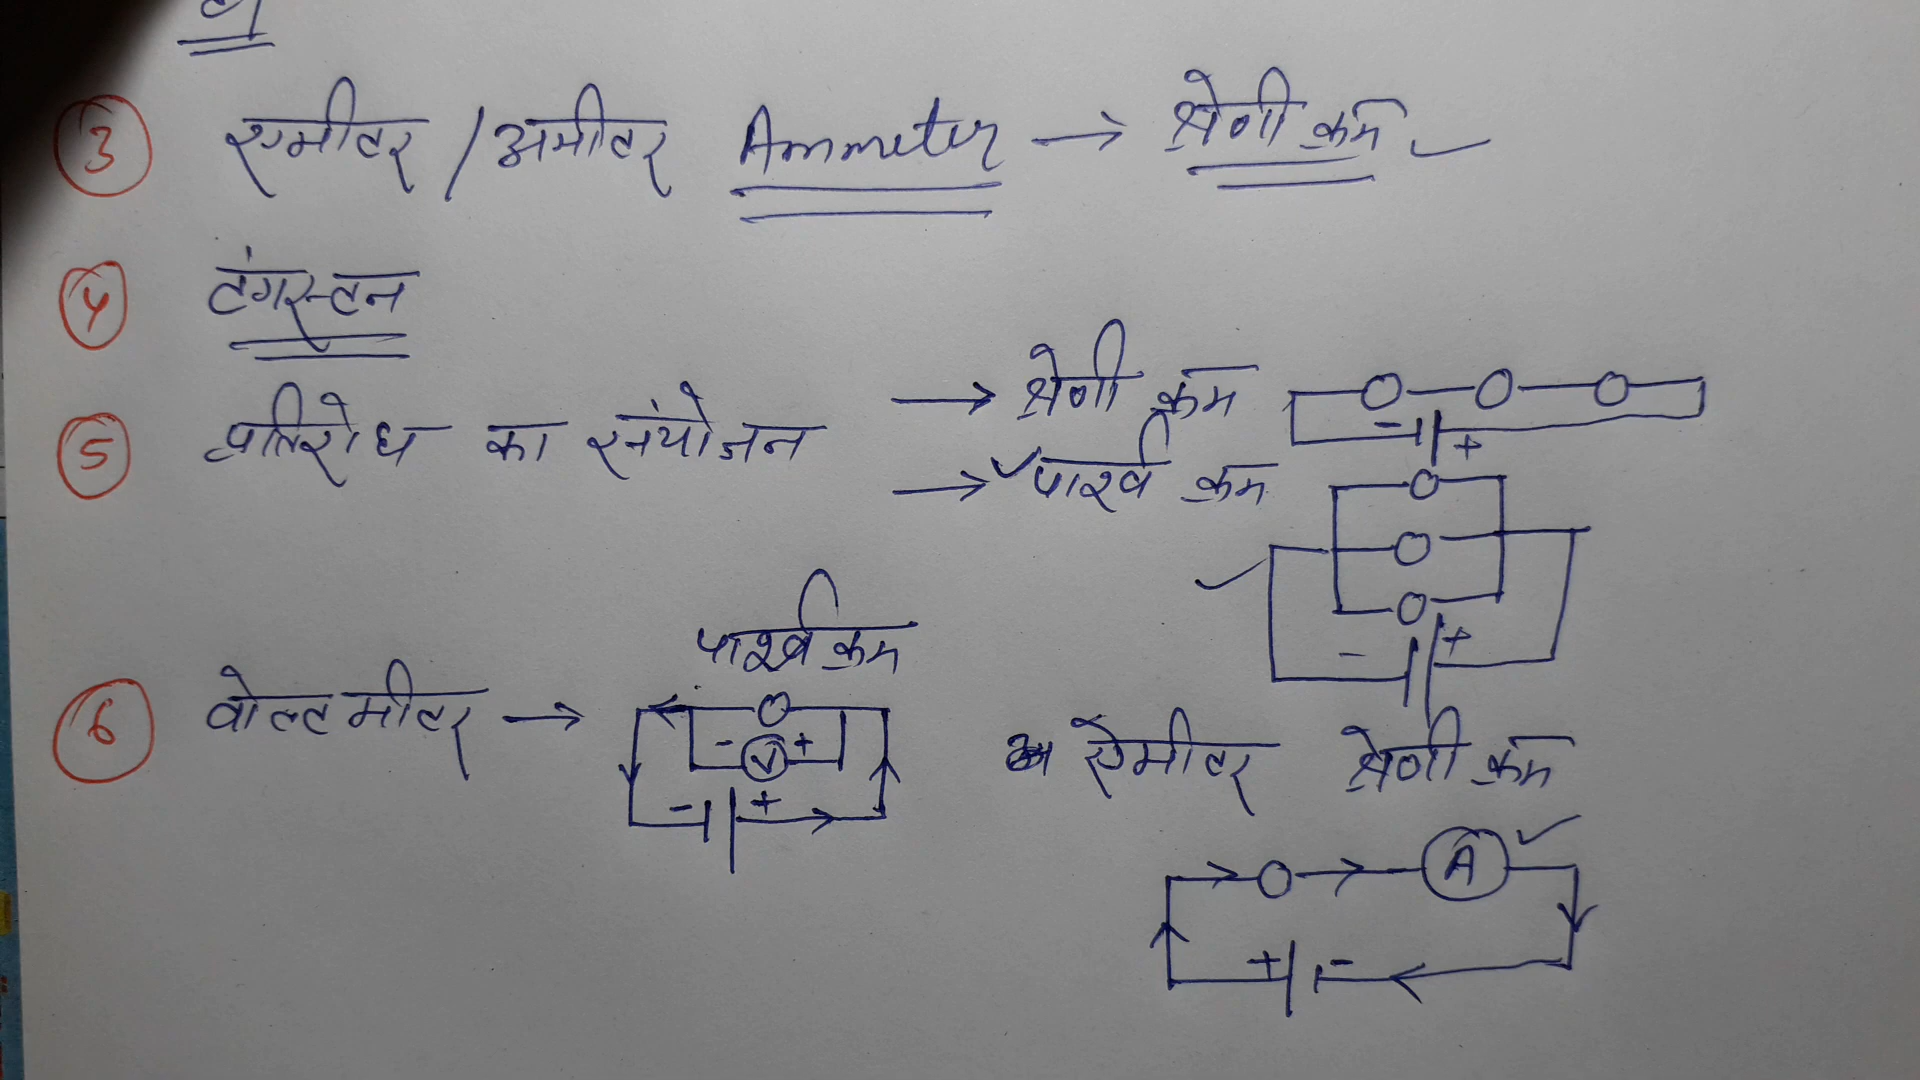 ③ एमीटर / अमीटर Ammeter → श्रेणी क्रम ✓
④ टंगस्टन
⑤ प्रतिरोध का संयोजन → श्रेणी क्रम
- +
→ ✓ पार्श्व क्रम
- +
पार्श्व क्रम
⑥ वोल्टमीटर →
- V +
- +
ऐमीटर श्रेणी क्रम
A ✓
+ -